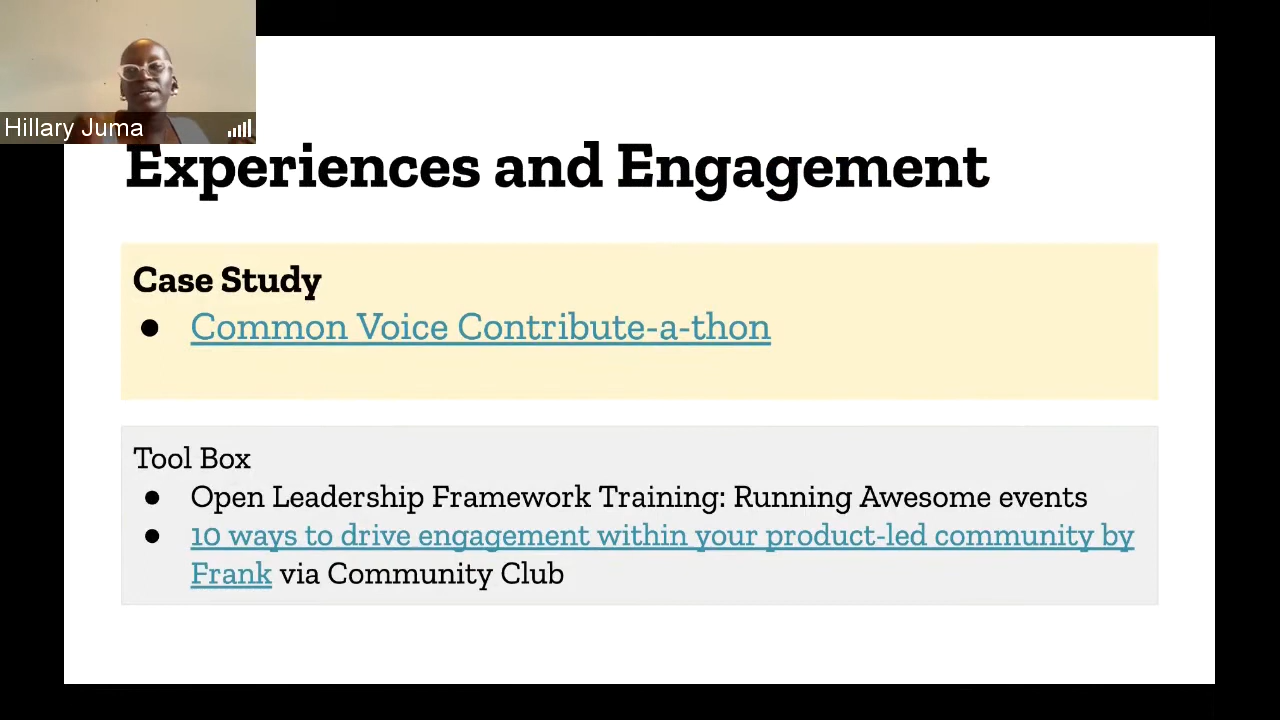 Hillary Juma
Experiences and Engagement
Case Study
● Common Voice Contribute-a-thon
Tool Box
● Open Leadership Framework Training: Running Awesome events
● 10 ways to drive engagement within your product-led community by
Frank via Community Club